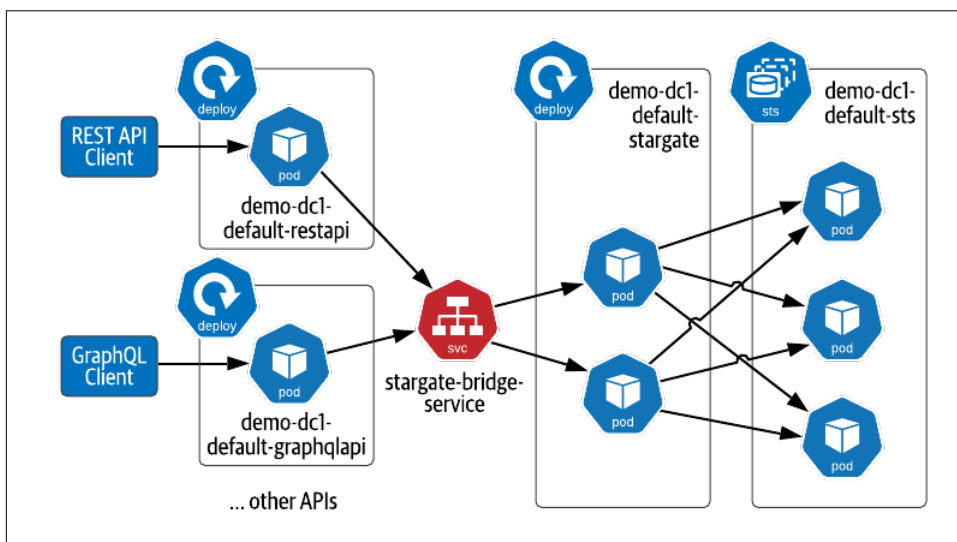 REST API
Client
deploy
pod
demo-dc1-
default-restapi
GraphQL
Client
deploy
pod
demo-dc1-
default-graphqlapi
... other APIs
svc
stargate-bridge-
service
deploy
demo-dc1-
default-
stargate
pod
pod
sts
demo-dc1-
default-sts
pod
pod
pod